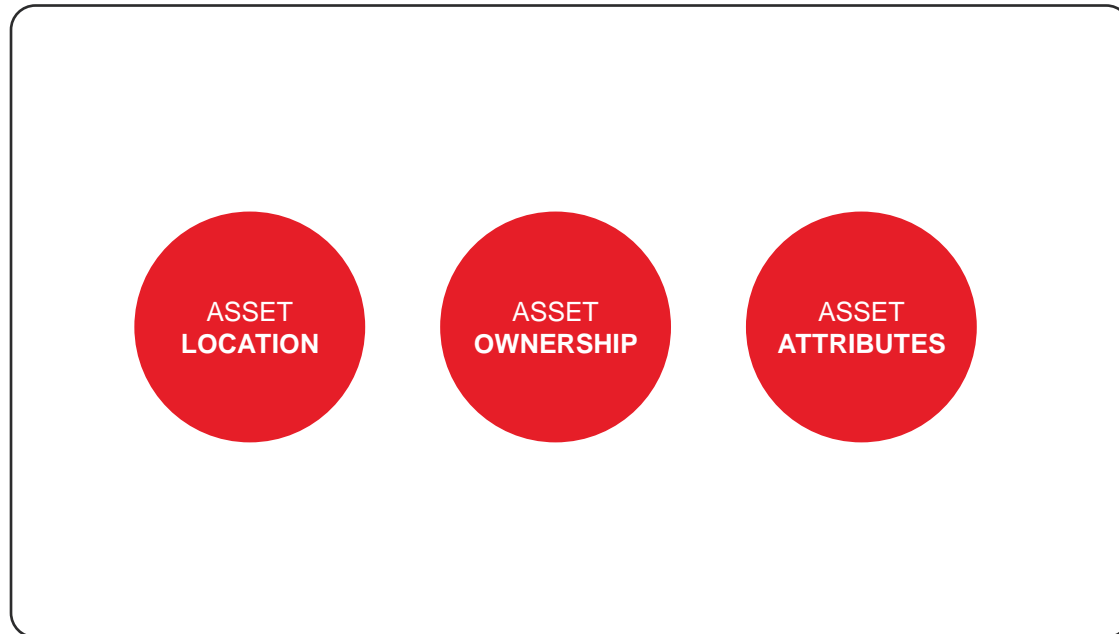 ASSET
LOCATION
ASSET
OWNERSHIP
ASSET
ATTRIBUTES